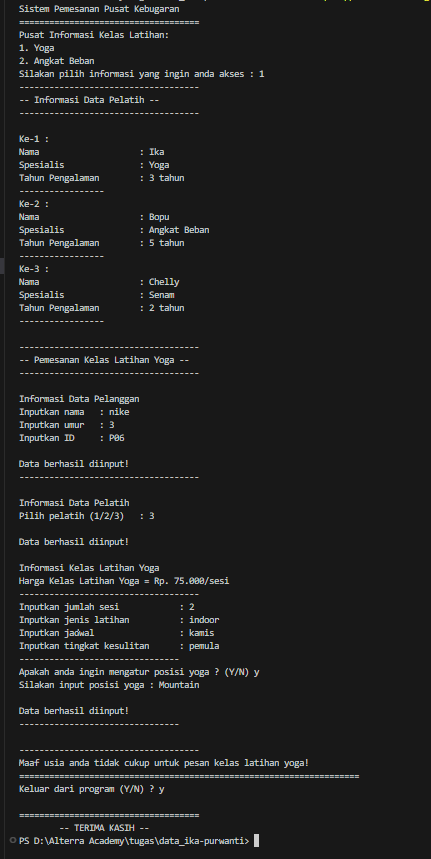 Sistem Pemesanan Pusat Kebugaran
====================================
Pusat Informasi Kelas Latihan:
1. Yoga
2. Angkat Beban
Silakan pilih informasi yang ingin anda akses : 1
------------------------------------
-- Informasi Data Pelatih --
------------------------------------
Ke-1 :
Nama : Ika
Spesialis : Yoga
Tahun Pengalaman : 3 tahun
-----------------
Ke-2 :
Nama : Bopu
Spesialis : Angkat Beban
Tahun Pengalaman : 5 tahun
-----------------
Ke-3 :
Nama : Chelly
Spesialis : Senam
Tahun Pengalaman : 2 tahun
-----------------
------------------------------------
-- Pemesanan Kelas Latihan Yoga --
------------------------------------
Informasi Data Pelanggan
Inputkan nama : nike
Inputkan umur : 3
Inputkan ID : P06
Data berhasil diinput!
------------------------------------
Informasi Data Pelatih
Pilih pelatih (1/2/3) : 3
Data berhasil diinput!
Informasi Kelas Latihan Yoga
Harga Kelas Latihan Yoga = Rp. 75.000/sesi
------------------------------------
Inputkan jumlah sesi : 2
Inputkan jenis latihan : indoor
Inputkan jadwal : kamis
Inputkan tingkat kesulitan : pemula
--------------------------------
Apakah anda ingin mengatur posisi yoga ? (Y/N) y
Silakan input posisi yoga : Mountain
Data berhasil diinput!
--------------------------------
------------------------------------
Maaf usia anda tidak cukup untuk pesan kelas latihan yoga!
====================================================================
Keluar dari program (Y/N) ? y
====================================
-- TERIMA KASIH --
PS D:\Alterra Academy\tugas\data_ika-purwanti>